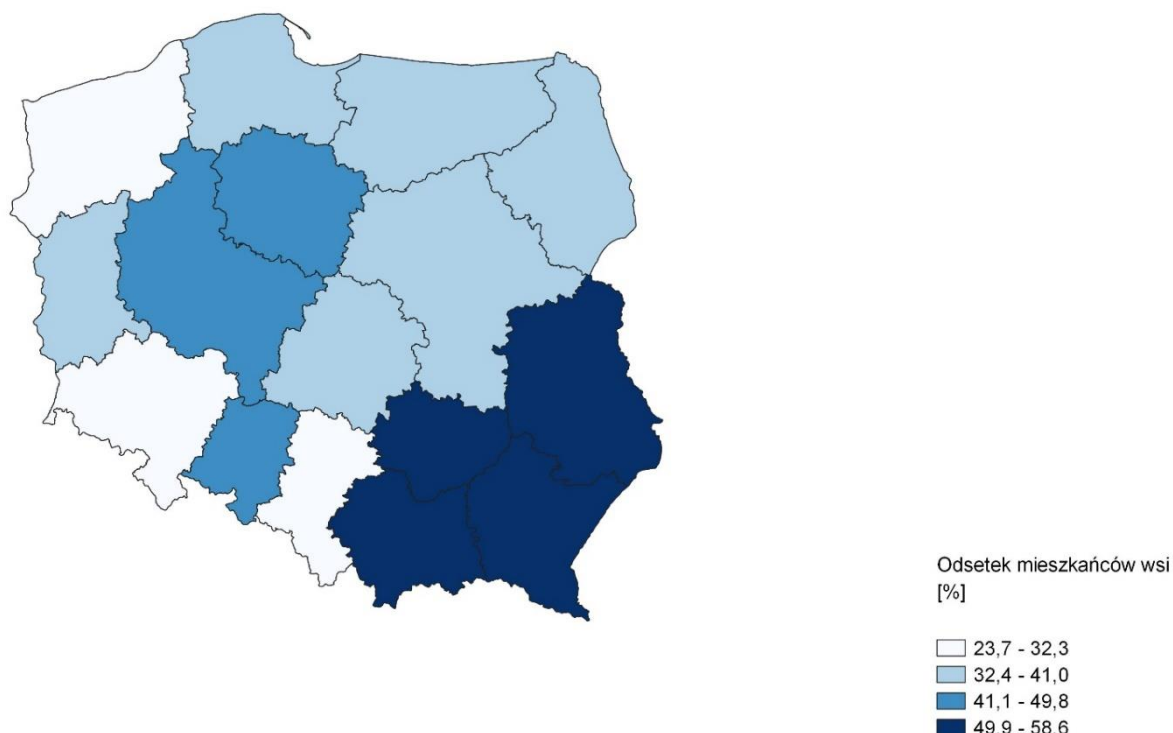 Odsetek mieszkańców wsi
[%]
23,7 - 32,3
32,4 - 41,0
41,1 - 49,8
49,9 - 58,6